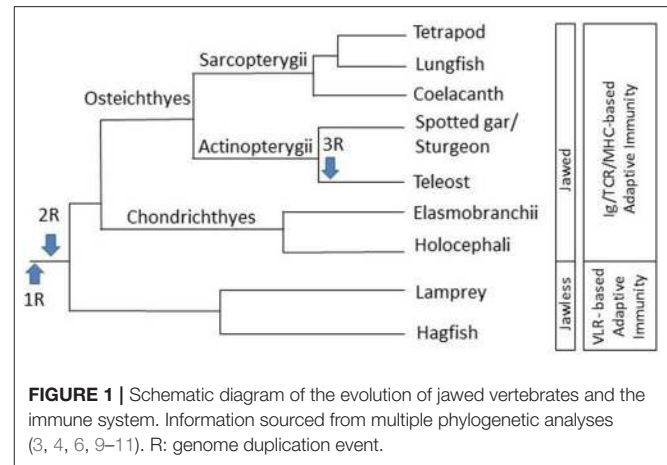 Tetrapod
Sarcopterygii
Lungfish
Osteichthyes
Coelacanth
Spotted gar/
Sturgeon
Actinopterygii
3R
Teleost
2R
Chondrichthyes
Elasmobranchii
Holocephali
1R
Lamprey
Hagfish
Jawed
Ig/TCR/MHC-based
Adaptive Immunity
Jawless
VLR-based
Adaptive
Immunity
FIGURE 1 | Schematic diagram of the evolution of jawed vertebrates and the
immune system. Information sourced from multiple phylogenetic analyses
(3, 4, 6, 9–11). R: genome duplication event.